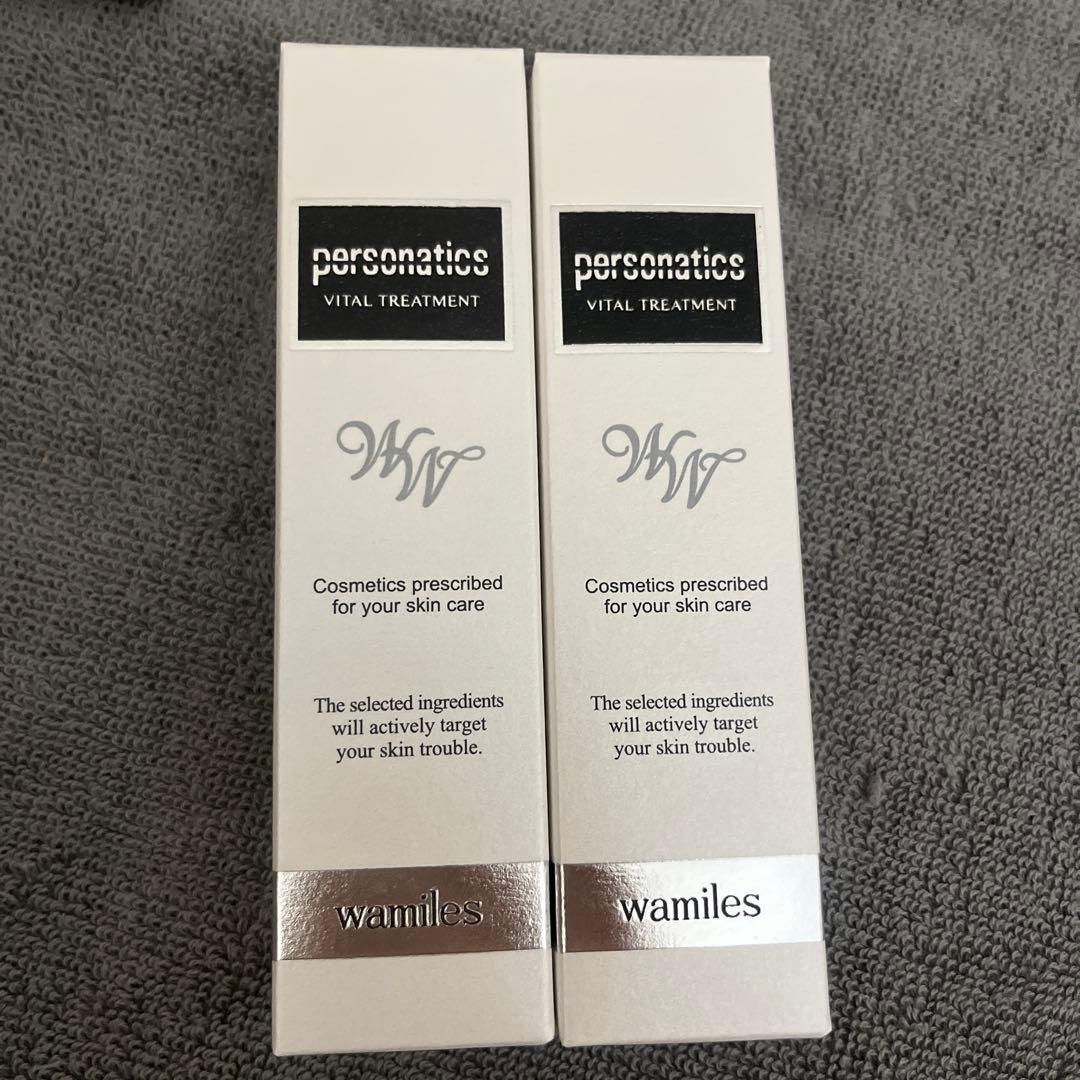 personatics
VITAL TREATMENT
W W
Cosmetics prescribed
for your skin care
The selected ingredients
will actively target
your skin trouble.
wamiles
personatics
VITAL TREATMENT
W W
Cosmetics prescribed
for your skin care
The selected ingredients
will actively target
your skin trouble.
wamiles